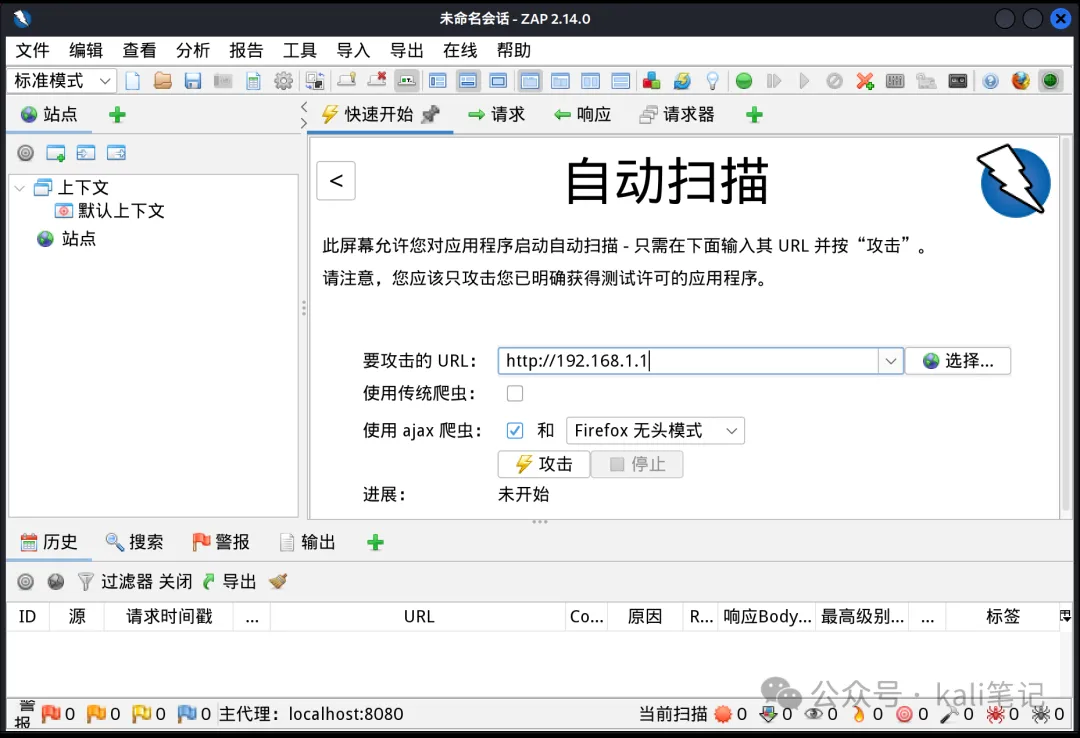 未命名会话 - ZAP 2.14.0
文件 编辑 查看 分析 报告 工具 导入 导出 在线 帮助
标准模式
站点
快速开始 请求 响应 请求器
<
自动扫描
上下文
默认上下文
站点
此屏幕允许您对应用程序启动自动扫描 - 只需在下面输入其 URL 并按“攻击”。
请注意，您应该只攻击您已明确获得测试许可的应用程序。
要攻击的 URL： http://192.168.1.1 选择...
使用传统爬虫：
使用 ajax 爬虫： 和 Firefox 无头模式
攻击 停止
进展： 未开始
历史 搜索 警报 输出
过滤器 关闭 导出
ID 源 请求时间戳 ... URL Co... 原因 R... 响应Body... 最高级别... ... 标签
公众号 · kali笔记
警报 0 0 0 0 主代理：localhost:8080 当前扫描 0 0 0 0 0 0 0 0